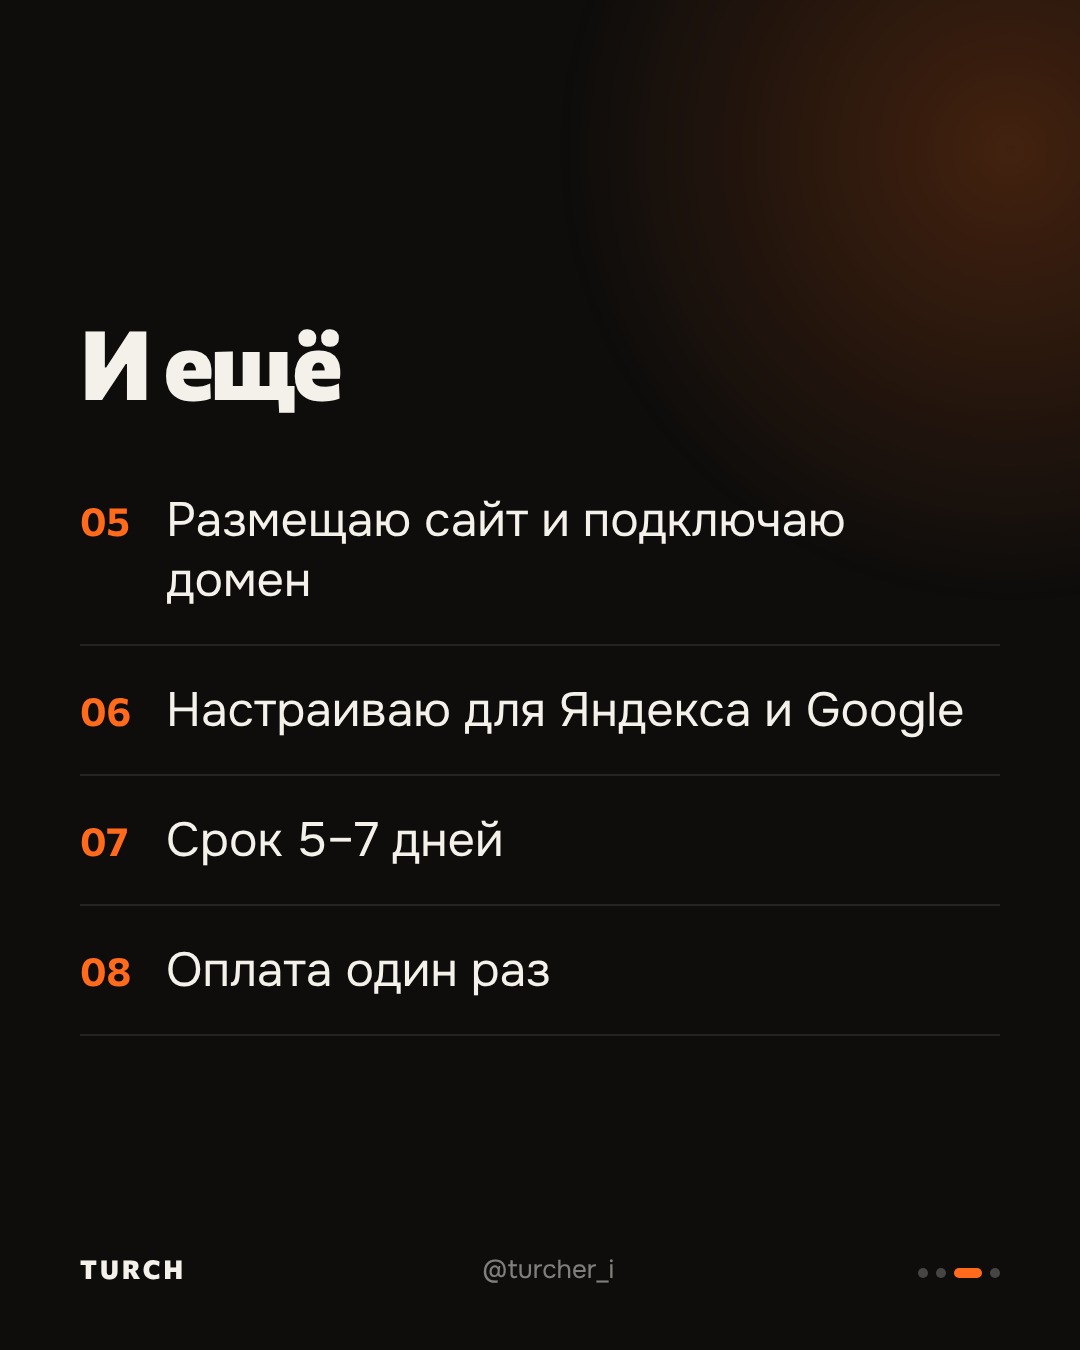 И ещё
05 Размещаю сайт и подключаю
домен
06 Настраиваю для Яндекса и Google
07 Срок 5–7 дней
08 Оплата один раз
TURCH @turcher_i